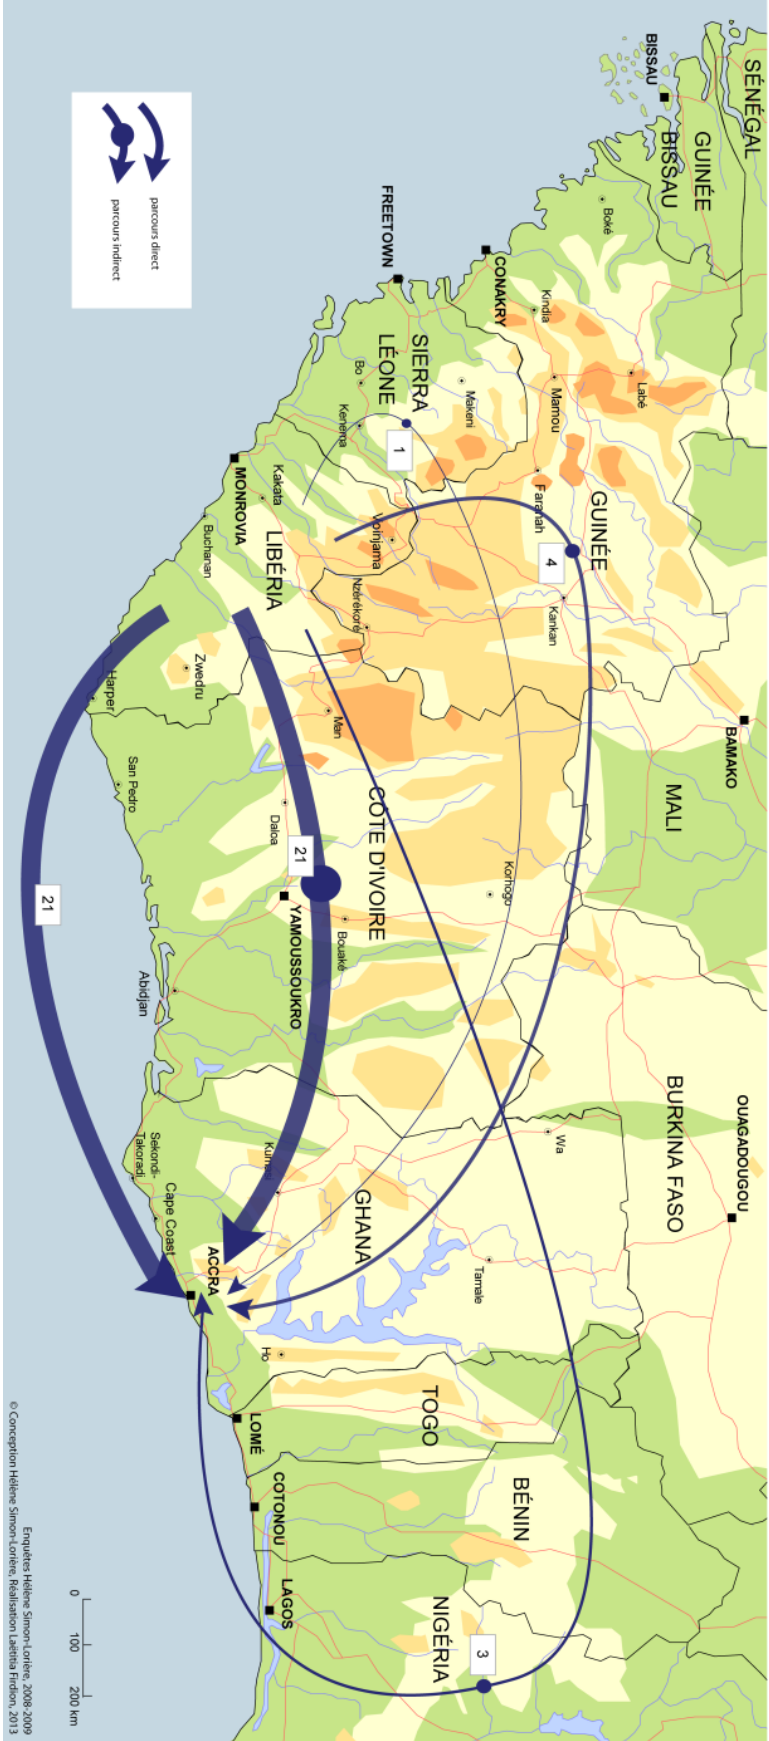 SÉNÉGAL
GUINÉE
BISSAU
BISSAU
Boké
CONAKRY
Kindia
Labé
Mamou
Faranah
GUINÉE
4
Kankan
BAMAKO
MALI
FREETOWN
SIERRA
LÉONE
Makeni
Bo
Kenema
1
MONROVIA
Kakata
Buchanan
LIBÉRIA
Voinjama
Nzérékoré
Zwedru
Harper
Man
San Pedro
Daloa
CÔTE D'IVOIRE
Korhogo
21
YAMOUSSOUKRO
Bouaké
Abidjan
21
BURKINA FASO
OUAGADOUGOU
Wa
Kumasi
GHANA
Tamale
Sekondi-
Takoradi
Cape Coast
ACCRA
Ho
TOGO
LOMÉ
BÉNIN
COTONOU
NIGÉRIA
LAGOS
3
parcours direct
parcours indirect
0 100 200 km
Enquêtes Hélène Simon-Lorière, 2008-2009
© Conception Hélène Simon-Lorière, Réalisation Laëtitia Firdion, 2013